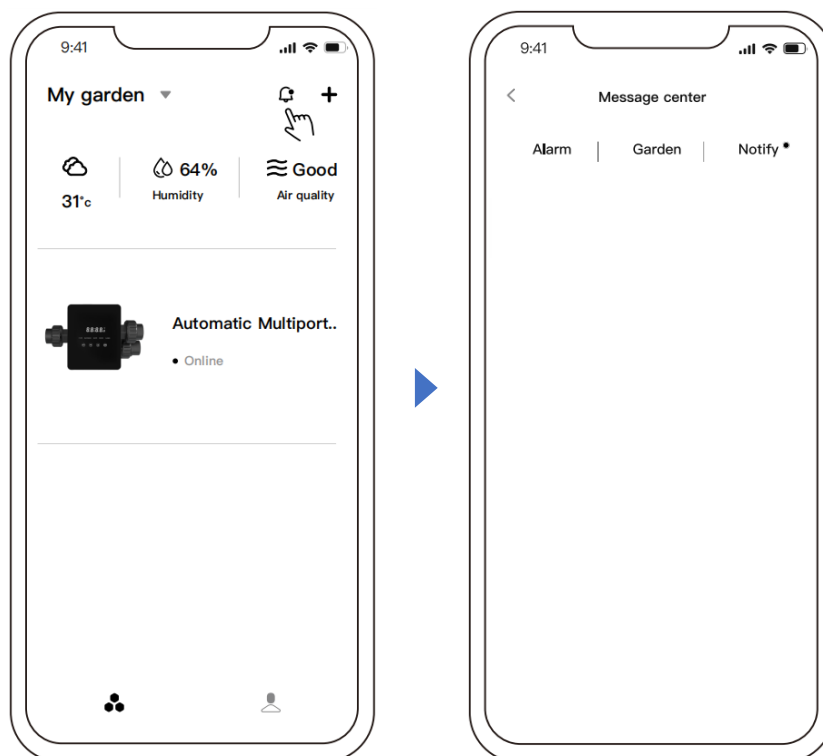 9:41
My garden
31°c
64%
Humidity
Good
Air quality
Automatic Multiport..
Online
9:41
Message center
Alarm
Garden
Notify